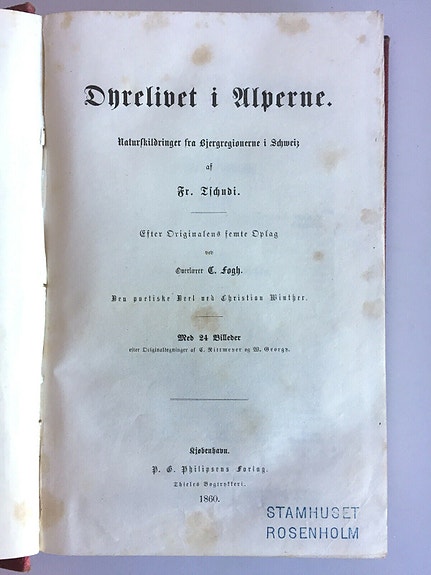 Dyrelivet i Alperne.
Naturskildringer fra Bjergregionerne i Schweiz
af
Fr. Tschudi.
Efter Originalens femte Oplag
ved
Overlærer C. Fogh.
Den poetiske Deel ved Christian Winther.
Med 24 Billeder
efter Originaltegninger af C. Rittmeyer og W. Georgy.
Kjøbenhavn.
P. G. Philipsens Forlag.
Thieles Bogtrykkeri.
1860.
STAMHUSET
ROSENHOLM